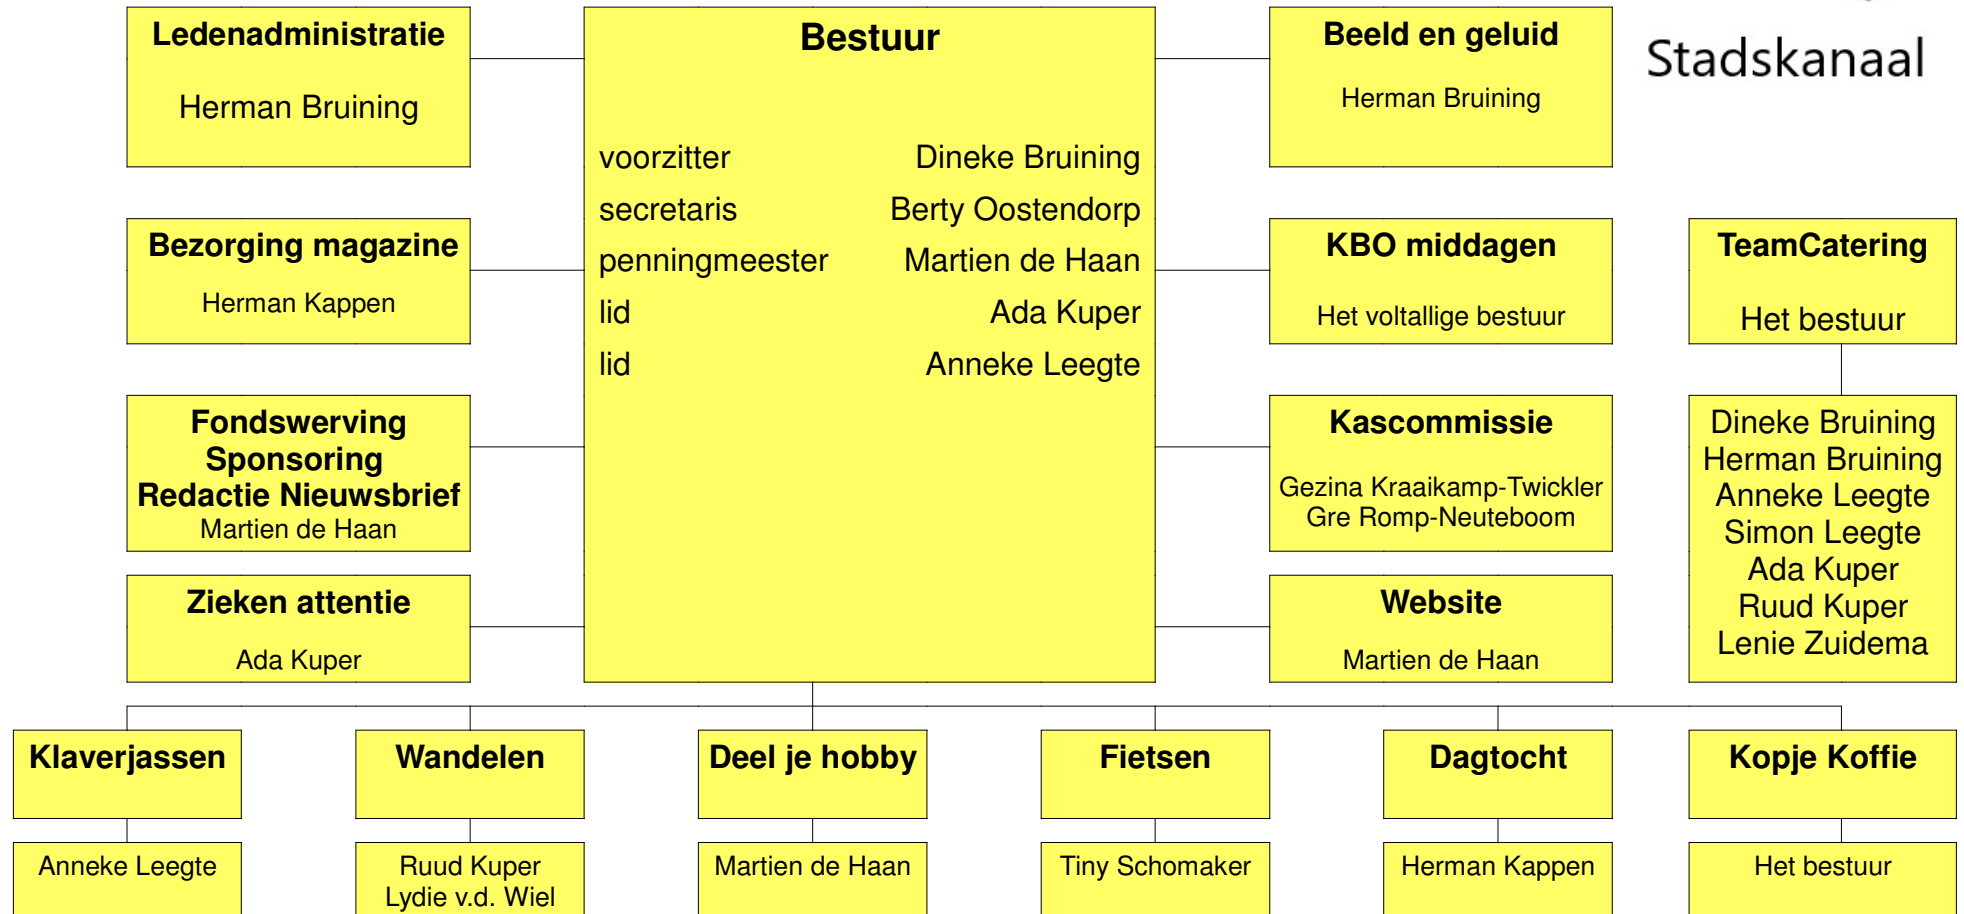 Stadskanaal
Ledenadministratie
Herman Bruining
Bestuur
voorzitter Dineke Bruining
secretaris Berty Oostendorp
penningmeester Martien de Haan
lid Ada Kuper
lid Anneke Leegte
Beeld en geluid
Herman Bruining
Bezorging magazine
Herman Kappen
KBO middagen
Het voltallige bestuur
TeamCatering
Het bestuur
Fondswerving
Sponsoring
Redactie Nieuwsbrief
Martien de Haan
Kascommissie
Gezina Kraaikamp-Twickler
Gre Romp-Neuteboom
Dineke Bruining
Herman Bruining
Anneke Leegte
Simon Leegte
Ada Kuper
Ruud Kuper
Lenie Zuidema
Zieken attentie
Ada Kuper
Website
Martien de Haan
Klaverjassen
Anneke Leegte
Wandelen
Ruud Kuper
Lydie v.d. Wiel
Deel je hobby
Martien de Haan
Fietsen
Tiny Schomaker
Dagtocht
Herman Kappen
Kopje Koffie
Het bestuur